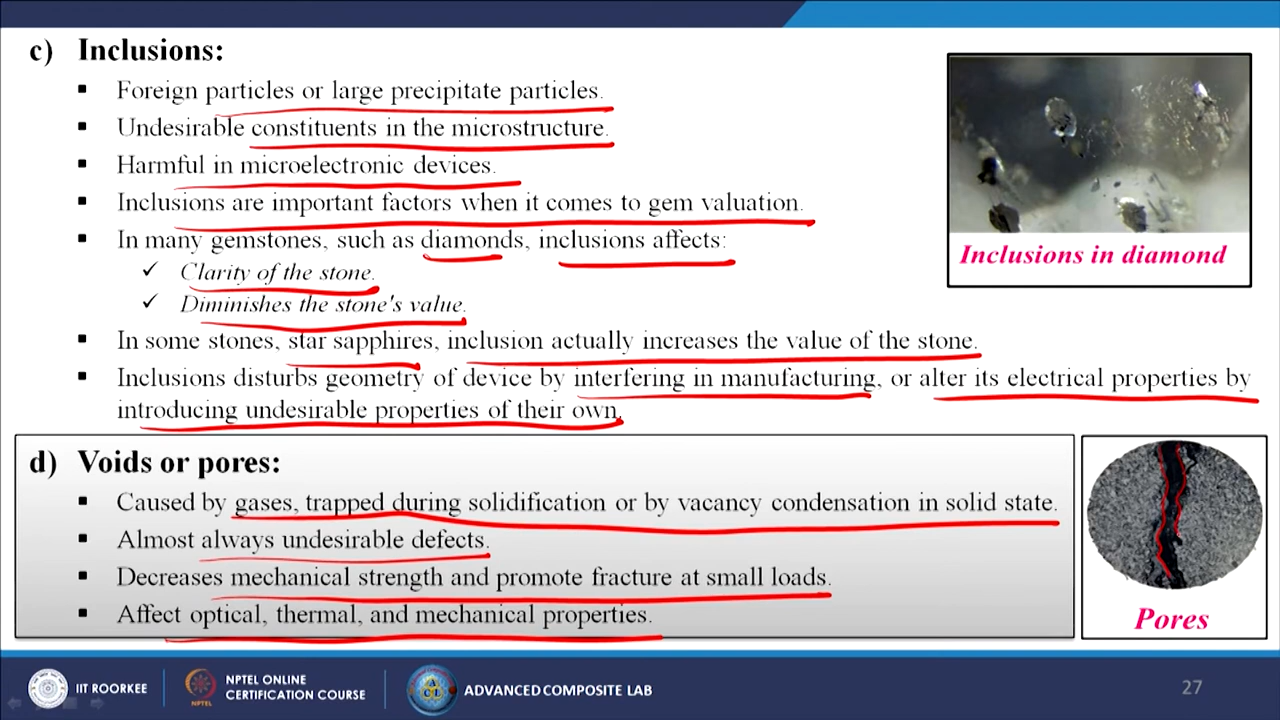 c) Inclusions:
▪ Foreign particles or large precipitate particles.
▪ Undesirable constituents in the microstructure.
▪ Harmful in microelectronic devices.
▪ Inclusions are important factors when it comes to gem valuation.
▪ In many gemstones, such as diamonds, inclusions affects:
✓ Clarity of the stone.
✓ Diminishes the stone's value.
▪ In some stones, star sapphires, inclusion actually increases the value of the stone.
▪ Inclusions disturbs geometry of device by interfering in manufacturing, or alter its electrical properties by
introducing undesirable properties of their own.
Inclusions in diamond
d) Voids or pores:
▪ Caused by gases, trapped during solidification or by vacancy condensation in solid state.
▪ Almost always undesirable defects.
▪ Decreases mechanical strength and promote fracture at small loads.
▪ Affect optical, thermal, and mechanical properties.
Pores
IIT ROORKEE
NPTEL
NPTEL ONLINE
CERTIFICATION COURSE
ADVANCED COMPOSITE LAB
27